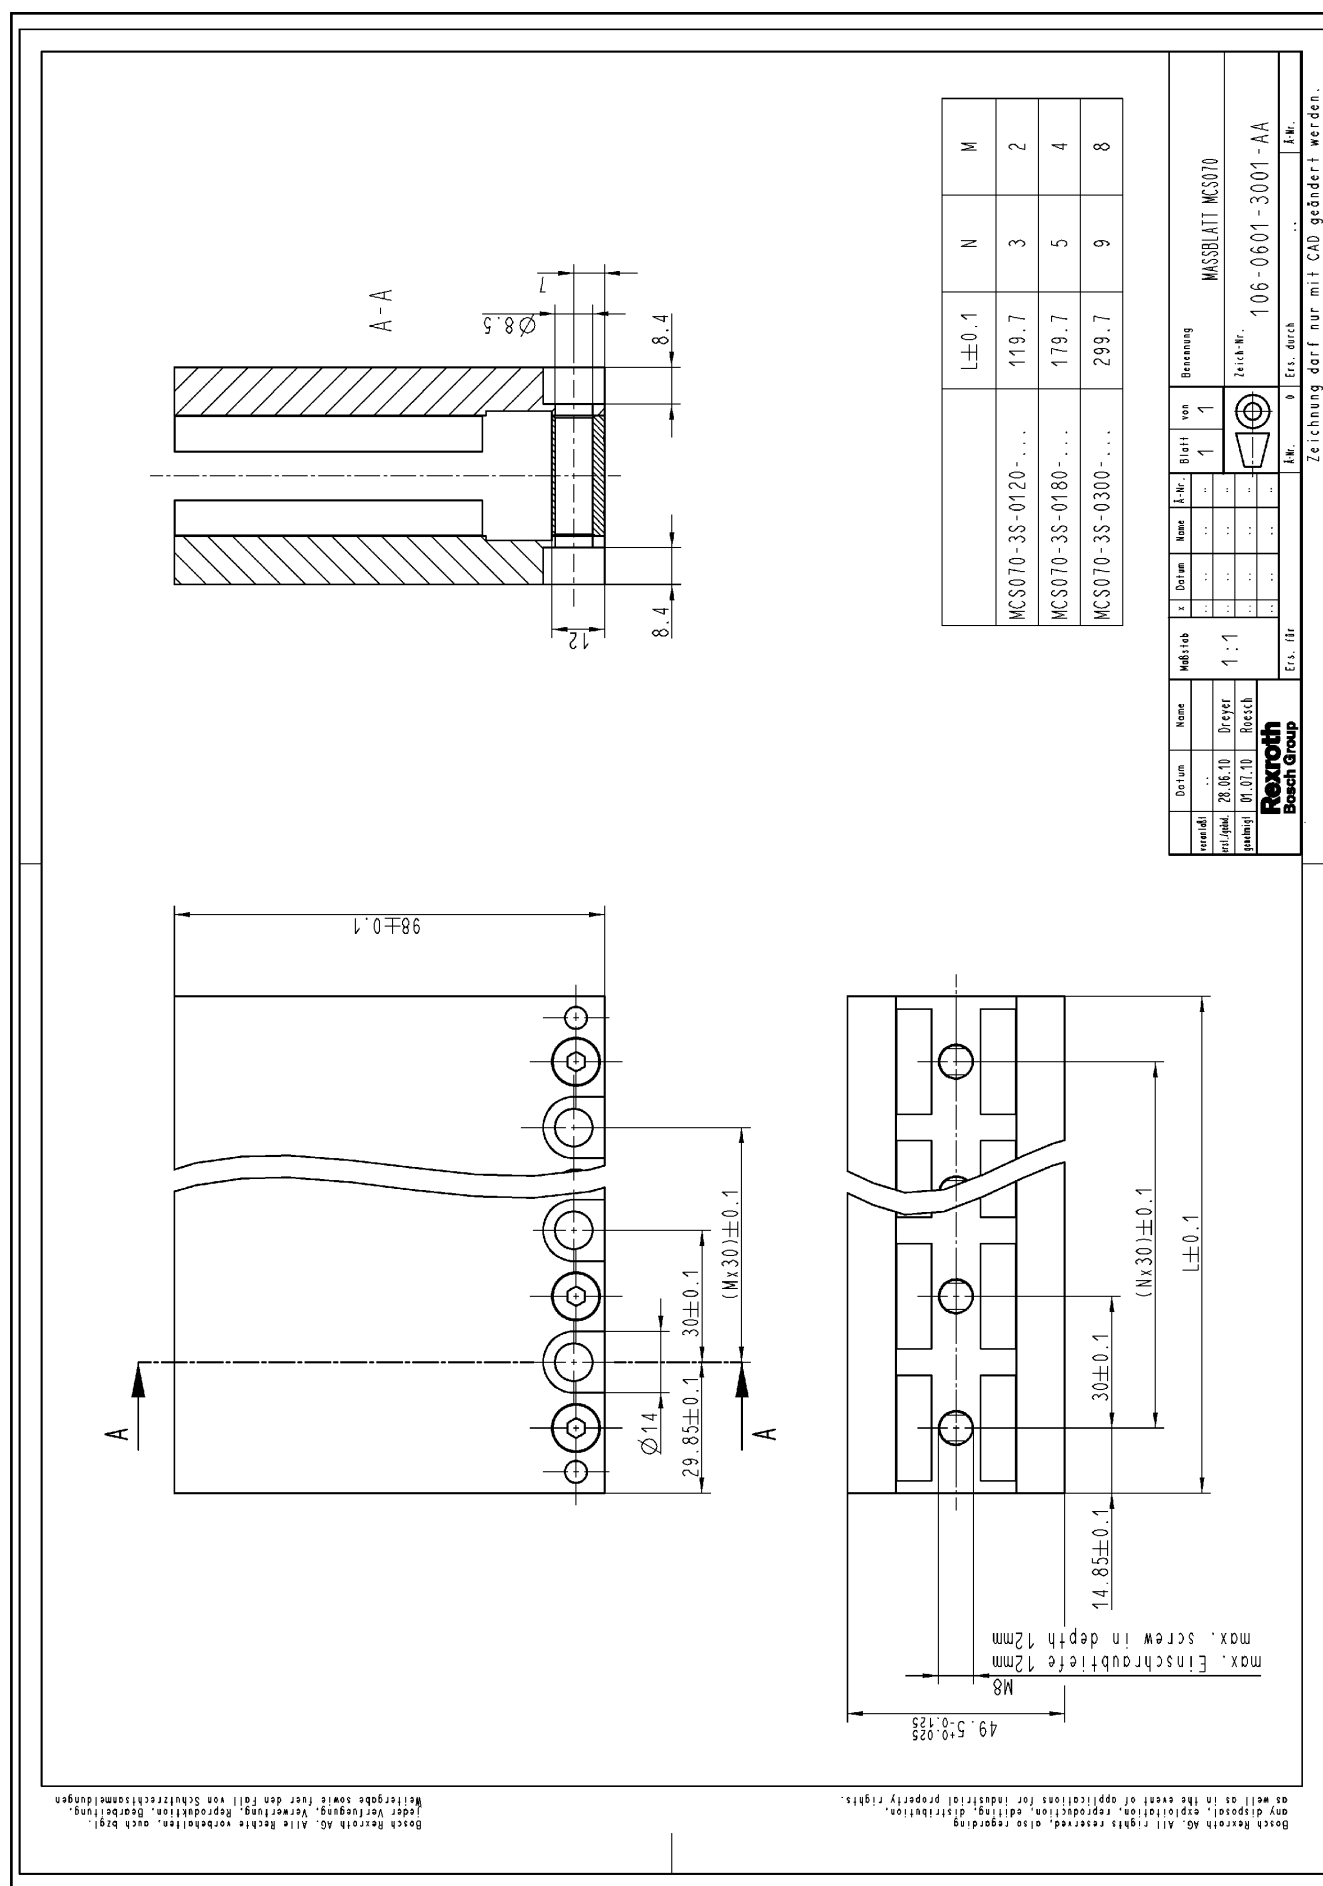 A-A
Ø8.5
7
8.4
8.4
12
L±0.1 N M
MCS070-3S-0120-... 119.7 3 2
MCS070-3S-0180-... 179.7 5 4
MCS070-3S-0300-... 299.7 9 8
98±0.1
A
A
Ø14
29.85±0.1
30±0.1
(Mx30)±0.1
14.85±0.1
30±0.1
(Nx30)±0.1
L±0.1
M8
max. Einschraubtiefe 12mm
max. screw in depth 12mm
49.5 +0.025 -0.125
Datum Name
veranlaßt ..
erst./geänd. 28.06.10 Dreyer
genehmigt 01.07.10 Roesch
Rexroth
Bosch Group
Maßstab
1:1
x Datum Name Ä-Nr.
.. .. .. ..
.. .. .. ..
.. .. .. ..
.. .. .. ..
Blatt von
1 1
Benennung
MASSBLATT MCS070
Zeich-Nr.
106-0601-3001-AA
Ers. für
Ä-Nr. 0
Ers. durch ..
Ä-Nr.
Zeichnung darf nur mit CAD geändert werden.
Bosch Rexroth AG. Alle Rechte vorbehalten, auch bzgl.
jeder Verfuegung, Verwertung, Reproduktion, Bearbeitung,
Weitergabe sowie fuer den Fall von Schutzrechtsanmeldungen
Bosch Rexroth AG. All rights reserved, also regarding
any disposal, exploitation, reproduction, editing, distribution,
as well as in the event of applications for industrial property rights.